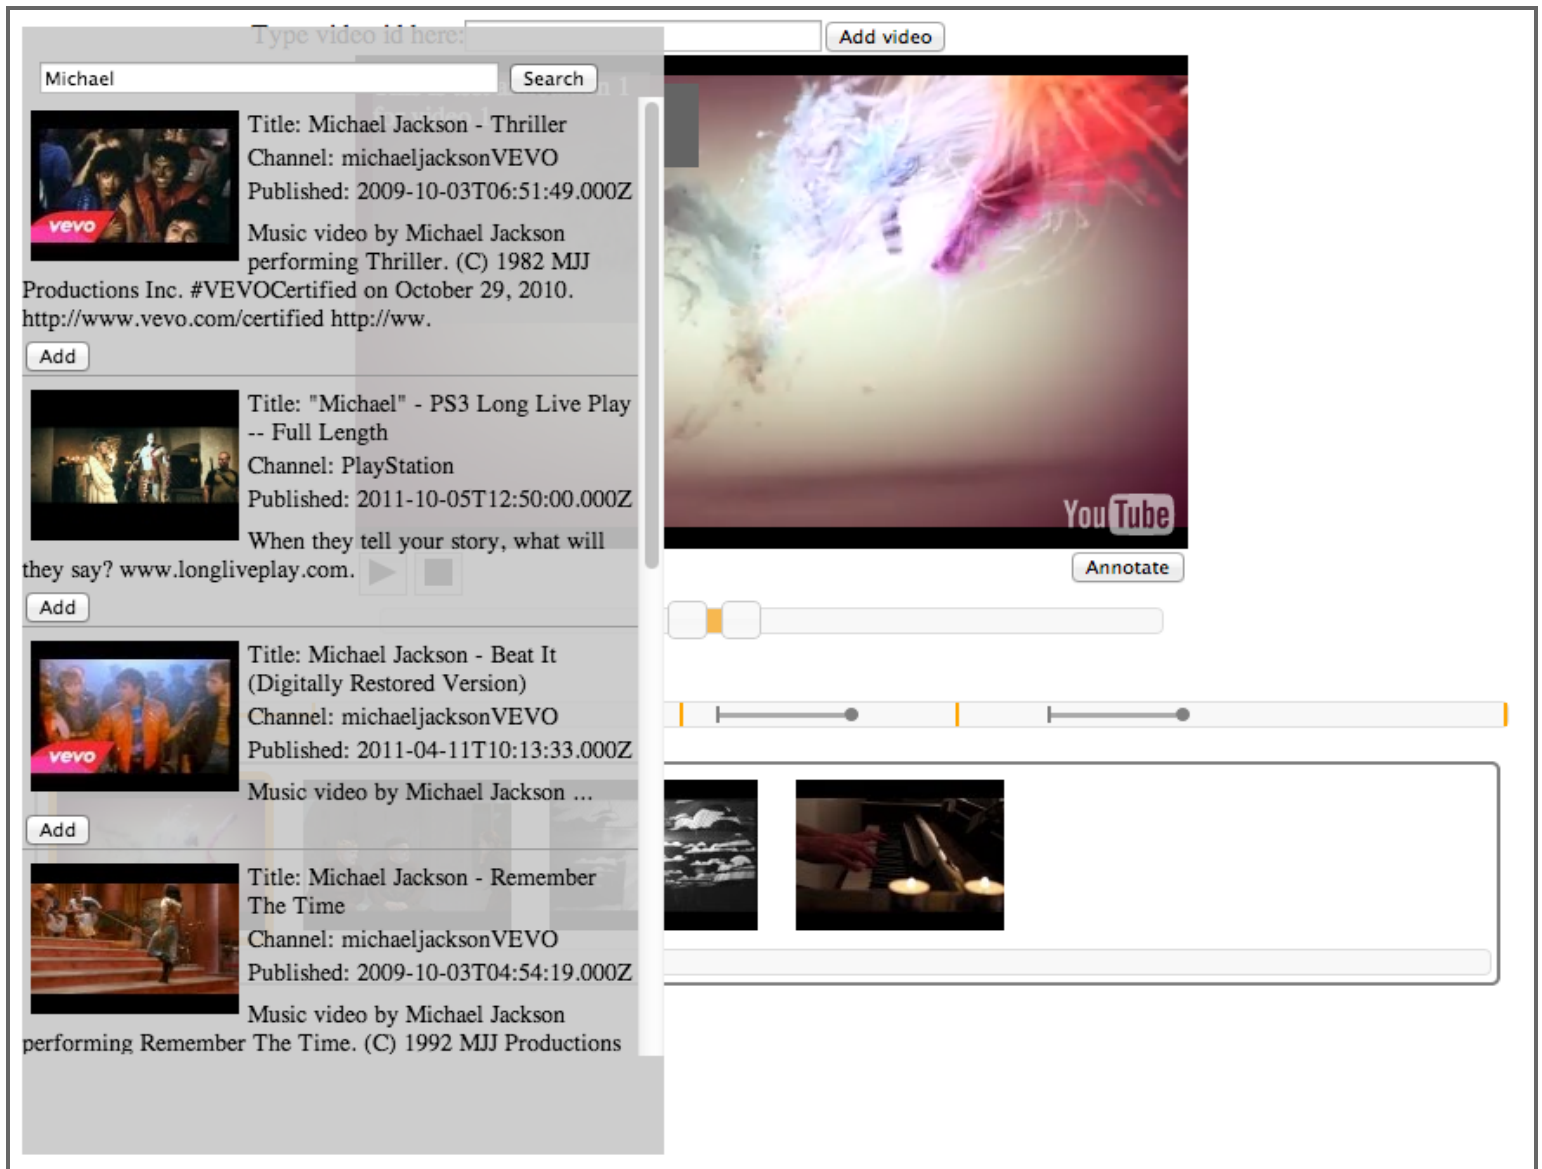 Type video id here:
Add video
Michael
Search
Title: Michael Jackson - Thriller
Channel: michaeljacksonVEVO
Published: 2009-10-03T06:51:49.000Z
vevo
Music video by Michael Jackson
performing Thriller. (C) 1982 MJJ
Productions Inc. #VEVOCertified on October 29, 2010.
http://www.vevo.com/certified http://ww.
Add
Title: "Michael" - PS3 Long Live Play
-- Full Length
Channel: PlayStation
Published: 2011-10-05T12:50:00.000Z
When they tell your story, what will
they say? www.longliveplay.com.
Add
Title: Michael Jackson - Beat It
(Digitally Restored Version)
Channel: michaeljacksonVEVO
Published: 2011-04-11T10:13:33.000Z
vevo
Music video by Michael Jackson ...
Add
Title: Michael Jackson - Remember
The Time
Channel: michaeljacksonVEVO
Published: 2009-10-03T04:54:19.000Z
Music video by Michael Jackson
performing Remember The Time. (C) 1992 MJJ Productions
YouTube
Annotate